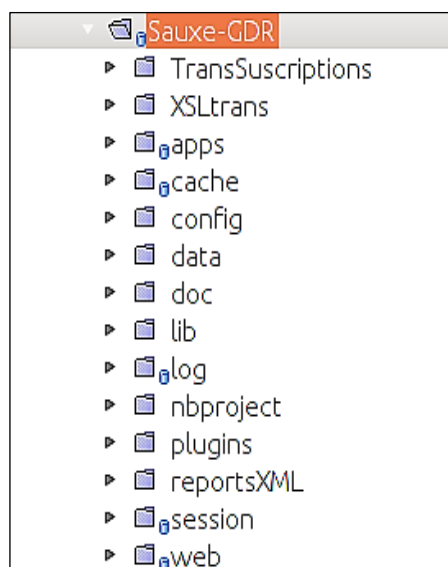 Sauxe-GDR
TransSuscriptions
XSLtrans
apps
cache
config
data
doc
lib
log
nbproject
plugins
reportsXML
session
web